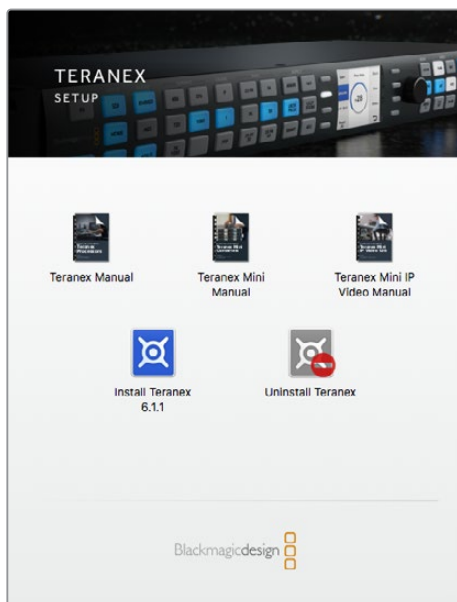 TERANEX
SETUP
Teranex Manual
Teranex Mini
Manual
Teranex Mini IP
Video Manual
Install Teranex
6.1.1
Uninstall Teranex
Blackmagicdesign